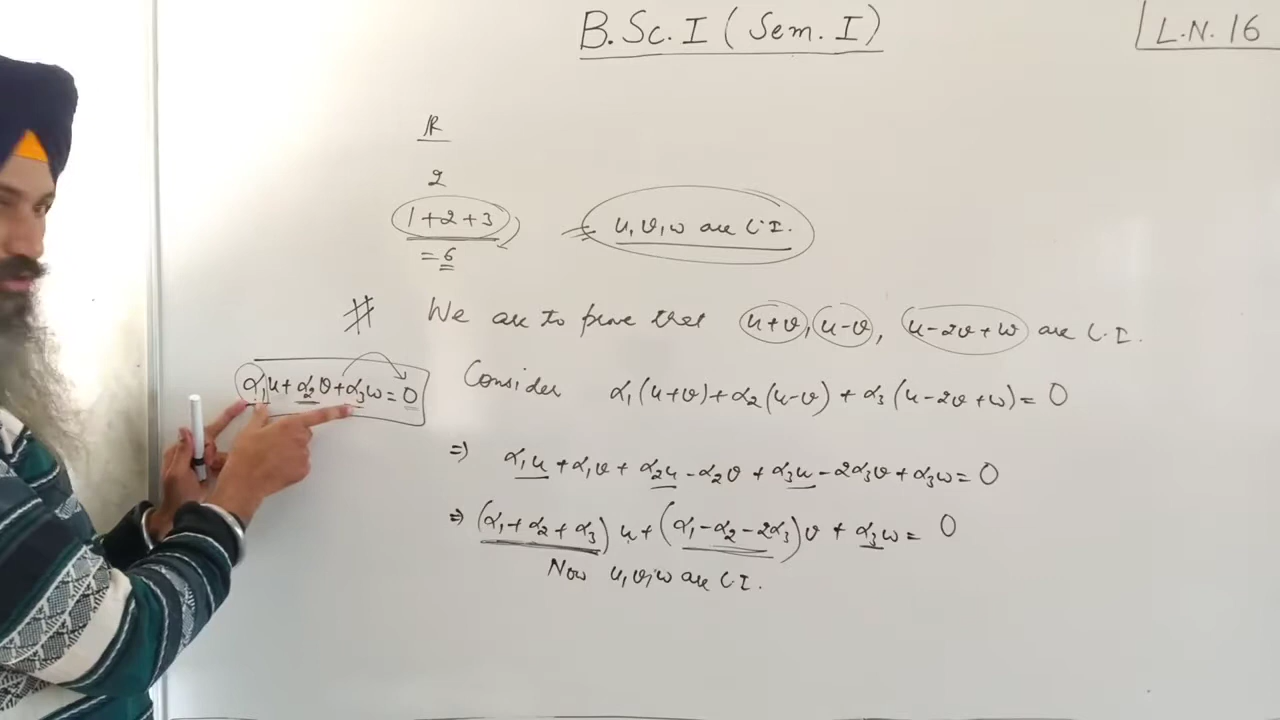 B.Sc. I (Sem. I)
L.N. 16
R
2
1+2+3
= 6
u, v, w are L.I.
# We are to prove that u+v, u-v, u-2v+w are L.I.
α₁u+α₂v+α₃w=0
Consider α₁(u+v)+α₂(u-v)+α₃(u-2v+w)=0
⇒ α₁u+α₁v+α₂u-α₂v+α₃u-2α₃v+α₃w=0
⇒ (α₁+α₂+α₃)u+(α₁-α₂-2α₃)v+α₃w=0
Now u, v, w are L.I.